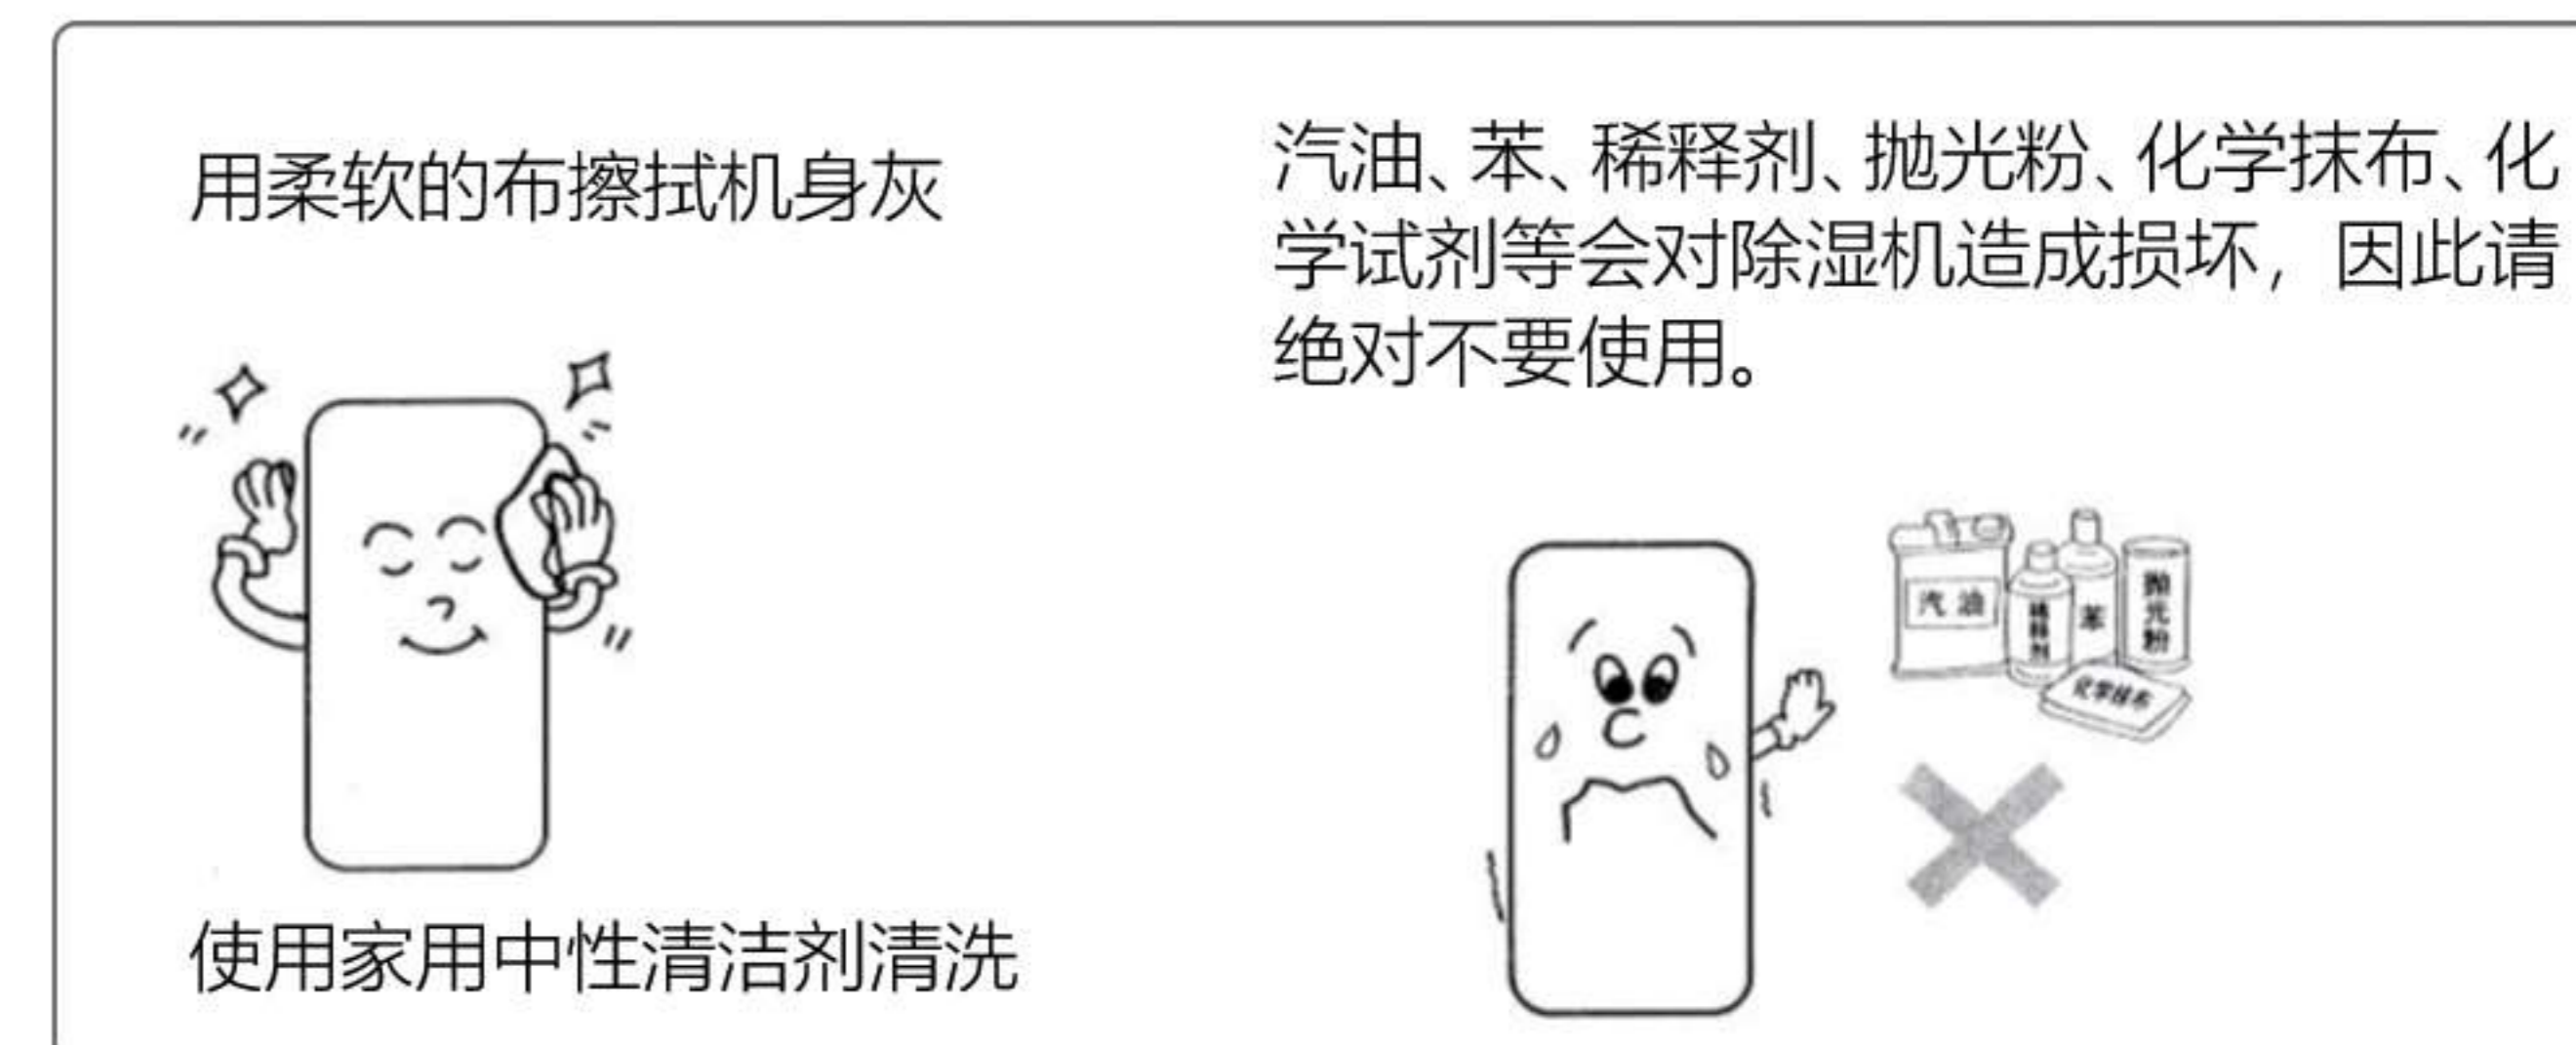 用柔软的布擦拭机身灰
使用家用中性清洁剂清洗
汽油、苯、稀释剂、抛光粉、化学抹布、化
学试剂等会对除湿机造成损坏，因此请
绝对不要使用。
汽油
稀释剂
苯
抛光粉
化学抹布